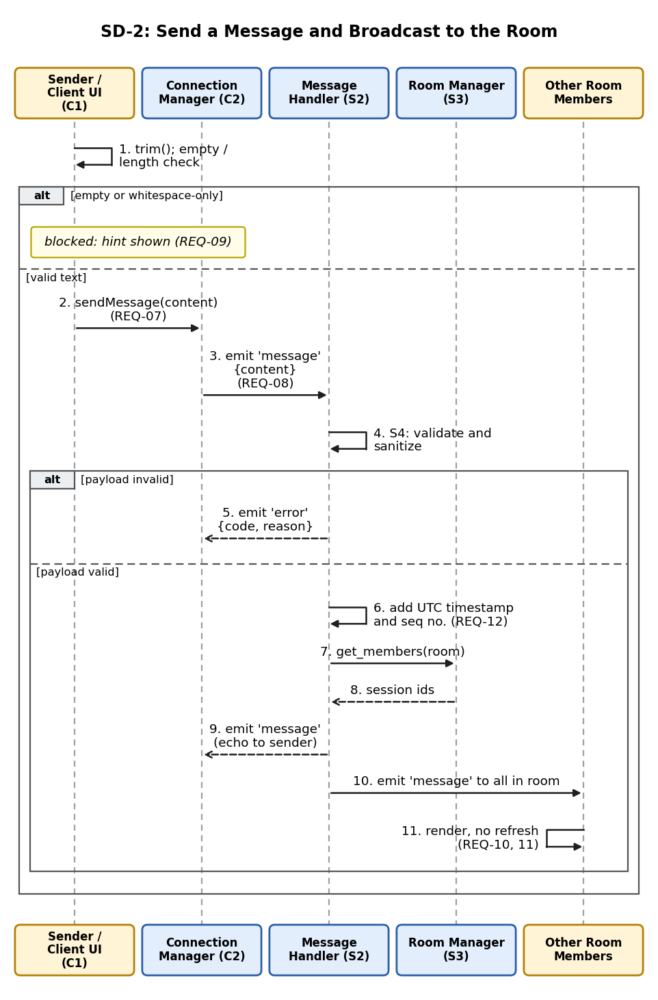 SD-2: Send a Message and Broadcast to the Room
Sender /
Client UI
(C1)
Connection
Manager (C2)
Message
Handler (S2)
Room Manager
(S3)
Other Room
Members
1. trim(); empty /
length check
alt
[empty or whitespace-only]
blocked: hint shown (REQ-09)
[valid text]
2. sendMessage(content)
(REQ-07)
3. emit 'message'
{content}
(REQ-08)
4. S4: validate and
sanitize
alt
[payload invalid]
5. emit 'error'
{code, reason}
[payload valid]
6. add UTC timestamp
and seq no. (REQ-12)
7. get_members(room)
8. session ids
9. emit 'message'
(echo to sender)
10. emit 'message' to all in room
11. render, no refresh
(REQ-10, 11)
Sender /
Client UI
(C1)
Connection
Manager (C2)
Message
Handler (S2)
Room Manager
(S3)
Other Room
Members